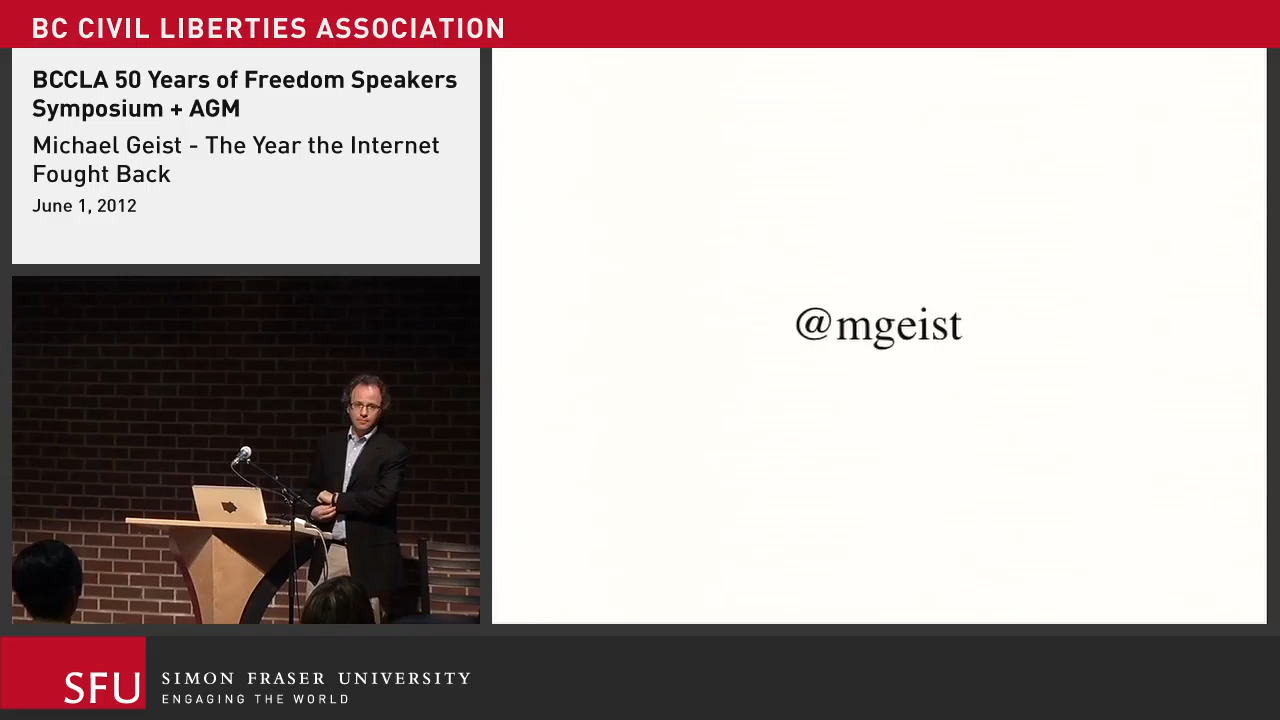 BC CIVIL LIBERTIES ASSOCIATION
BCCLA 50 Years of Freedom Speakers
Symposium + AGM
Michael Geist - The Year the Internet
Fought Back
June 1, 2012
@mgeist
SFU
SIMON FRASER UNIVERSITY
ENGAGING THE WORLD